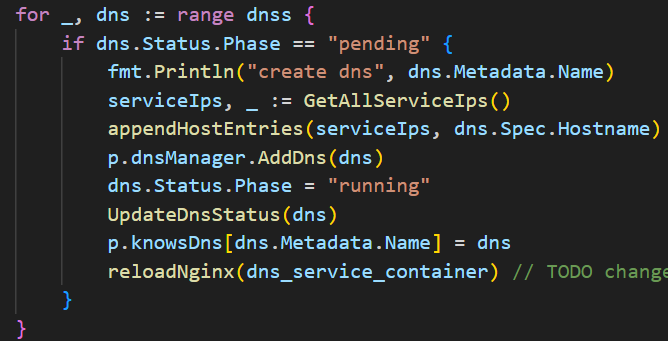 for _, dns := range dnss {
if dns.Status.Phase == "pending" {
fmt.Println("create dns", dns.Metadata.Name)
serviceIps, _ := GetAllServiceIps()
appendHostEntries(serviceIps, dns.Spec.Hostname)
p.dnsManager.AddDns(dns)
dns.Status.Phase = "running"
UpdateDnsStatus(dns)
p.knowsDns[dns.Metadata.Name] = dns
reloadNginx(dns_service_container) // TODO change
}
}